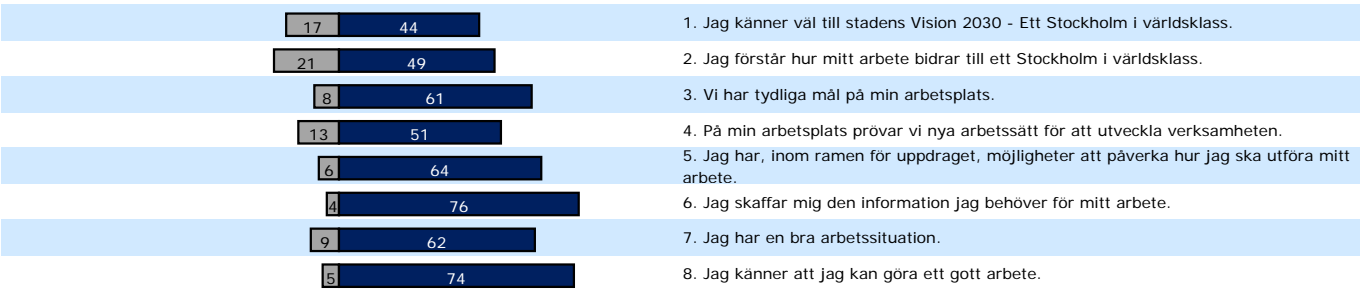 17 44 1. Jag känner väl till stadens Vision 2030 - Ett Stockholm i världsklass.
21 49 2. Jag förstår hur mitt arbete bidrar till ett Stockholm i världsklass.
8 61 3. Vi har tydliga mål på min arbetsplats.
13 51 4. På min arbetsplats prövar vi nya arbetssätt för att utveckla verksamheten.
6 64 5. Jag har, inom ramen för uppdraget, möjligheter att påverka hur jag ska utföra mitt
arbete.
4 76 6. Jag skaffar mig den information jag behöver för mitt arbete.
9 62 7. Jag har en bra arbetssituation.
5 74 8. Jag känner att jag kan göra ett gott arbete.